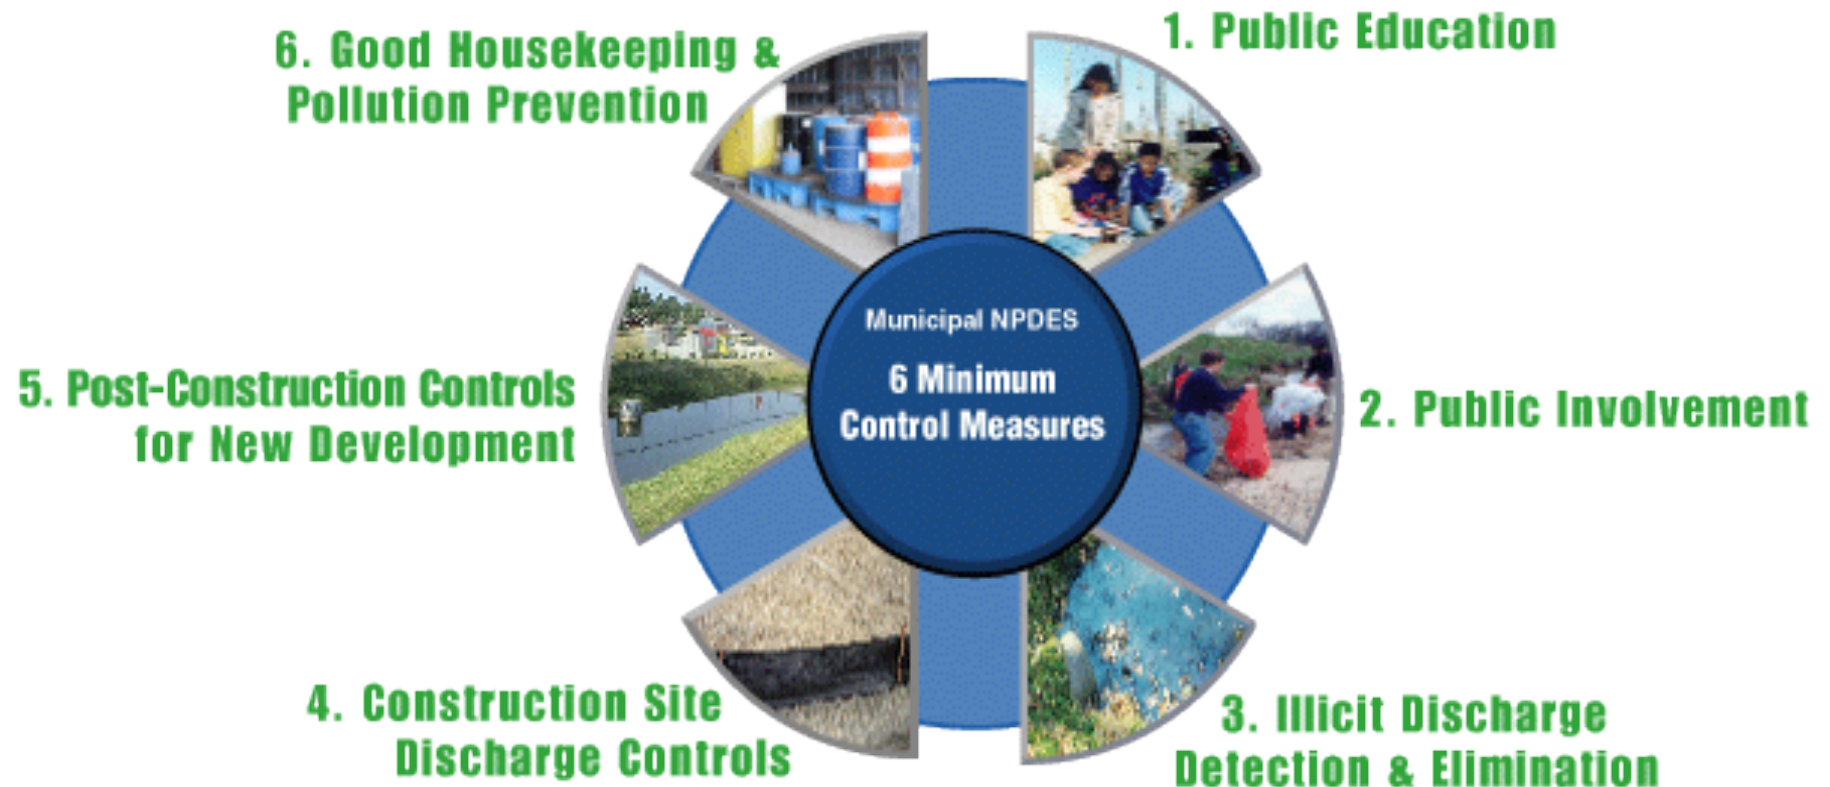 Municipal NPDES
6 Minimum
Control Measures
1. Public Education
2. Public Involvement
3. Illicit Discharge
Detection & Elimination
4. Construction Site
Discharge Controls
5. Post-Construction Controls
for New Development
6. Good Housekeeping &
Pollution Prevention